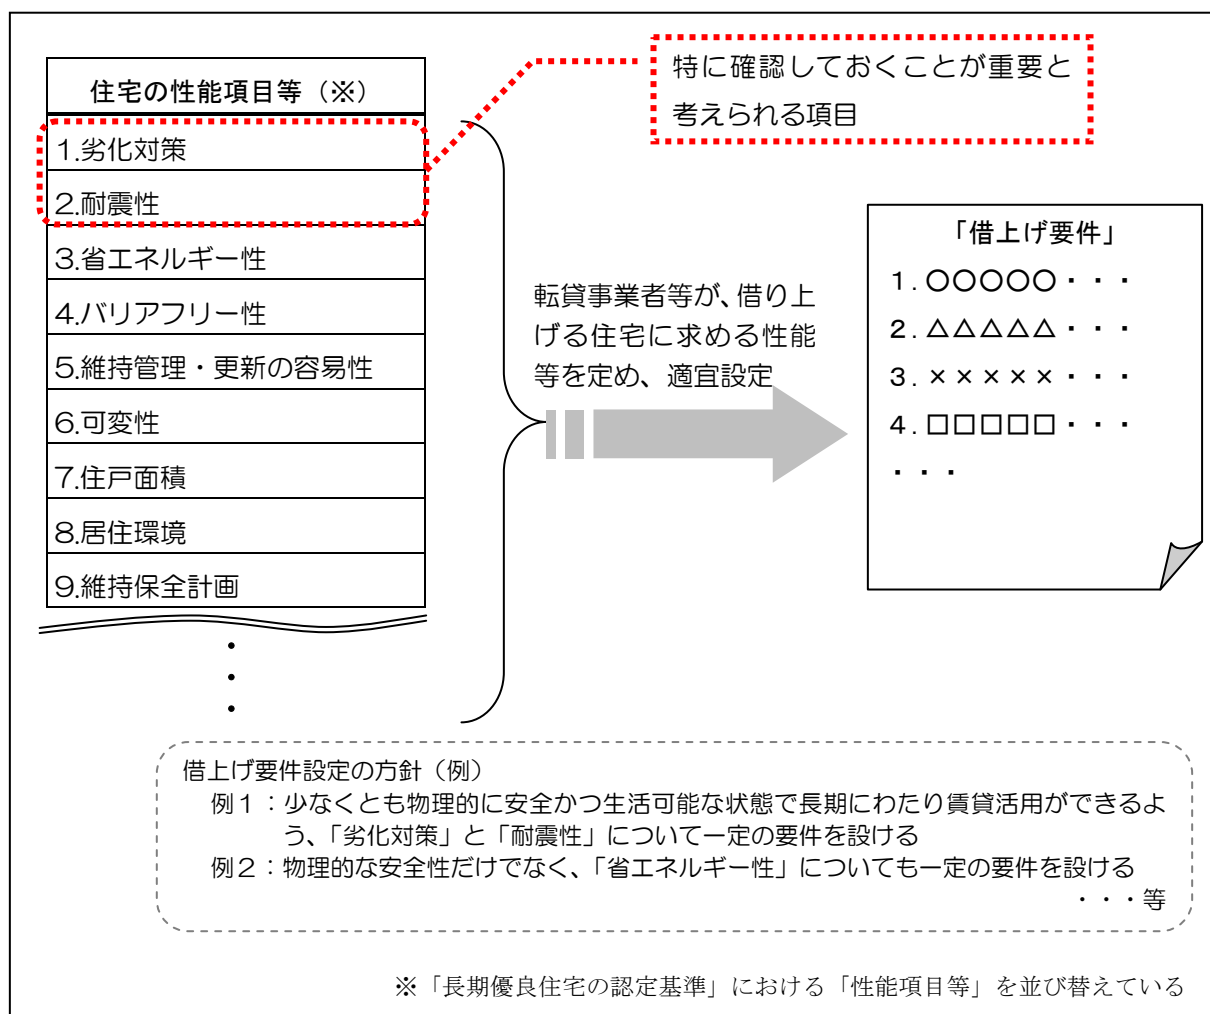 住宅の性能項目等（※）
1.劣化対策
2.耐震性
3.省エネルギー性
4.バリアフリー性
5.維持管理・更新の容易性
6.可変性
7.住戸面積
8.居住環境
9.維持保全計画
・
・
・
特に確認しておくことが重要と
考えられる項目
転貸事業者等が、借り上
げる住宅に求める性能
等を定め、適宜設定
「借上げ要件」
1.〇〇〇〇〇・・・
2.△△△△△・・・
3.×××××・・・
4.□□□□□・・・
・・・
借上げ要件設定の方針（例）
例１：少なくとも物理的に安全かつ生活可能な状態で長期にわたり賃貸活用ができるよ
う、「劣化対策」と「耐震性」について一定の要件を設ける
例２：物理的な安全性だけでなく、「省エネルギー性」についても一定の要件を設ける
・・・等
※「長期優良住宅の認定基準」における「性能項目等」を並び替えている